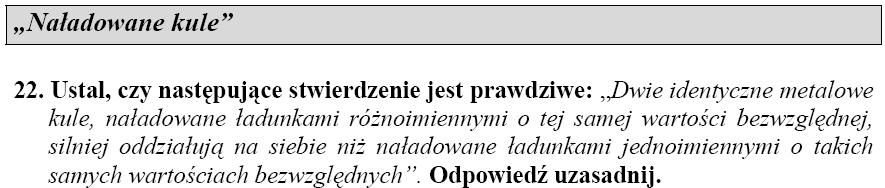 „Naładowane kule”
22. Ustal, czy następujące stwierdzenie jest prawdziwe: „Dwie identyczne metalowe
kule, naładowane ładunkami różnoimiennymi o tej samej wartości bezwzględnej,
silniej oddziałują na siebie niż naładowane ładunkami jednoimiennymi o takich
samych wartościach bezwzględnych”. Odpowiedź uzasadnij.